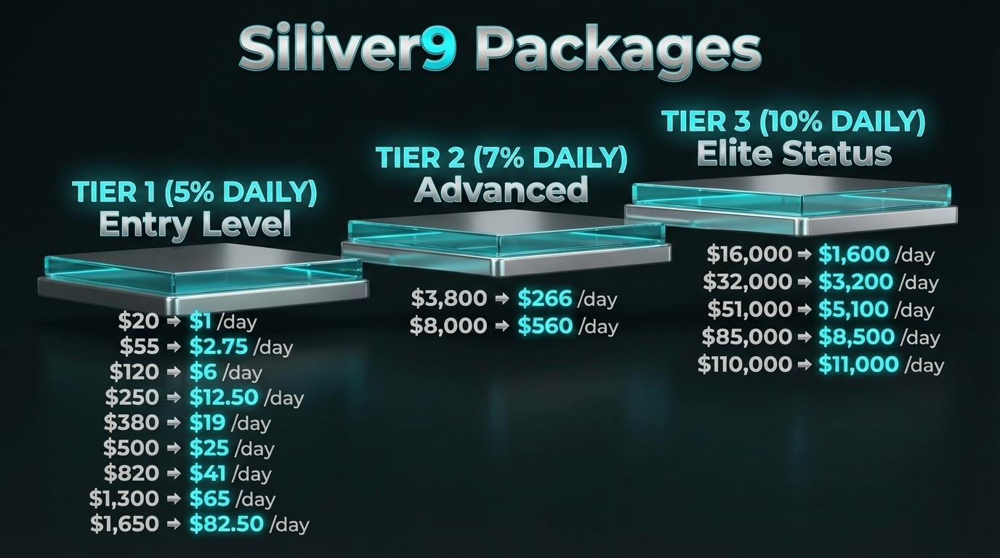 Siliver9 Packages
TIER 1 (5% DAILY)
Entry Level
$20 ➡ $1 /day
$55 ➡ $2.75 /day
$120 ➡ $6 /day
$250 ➡ $12.50 /day
$380 ➡ $19 /day
$500 ➡ $25 /day
$820 ➡ $41 /day
$1,300 ➡ $65 /day
$1,650 ➡ $82.50 /day
TIER 2 (7% DAILY)
Advanced
$3,800 ➡ $266 /day
$8,000 ➡ $560 /day
TIER 3 (10% DAILY)
Elite Status
$16,000 ➡ $1,600 /day
$32,000 ➡ $3,200 /day
$51,000 ➡ $5,100 /day
$85,000 ➡ $8,500 /day
$110,000 ➡ $11,000 /day